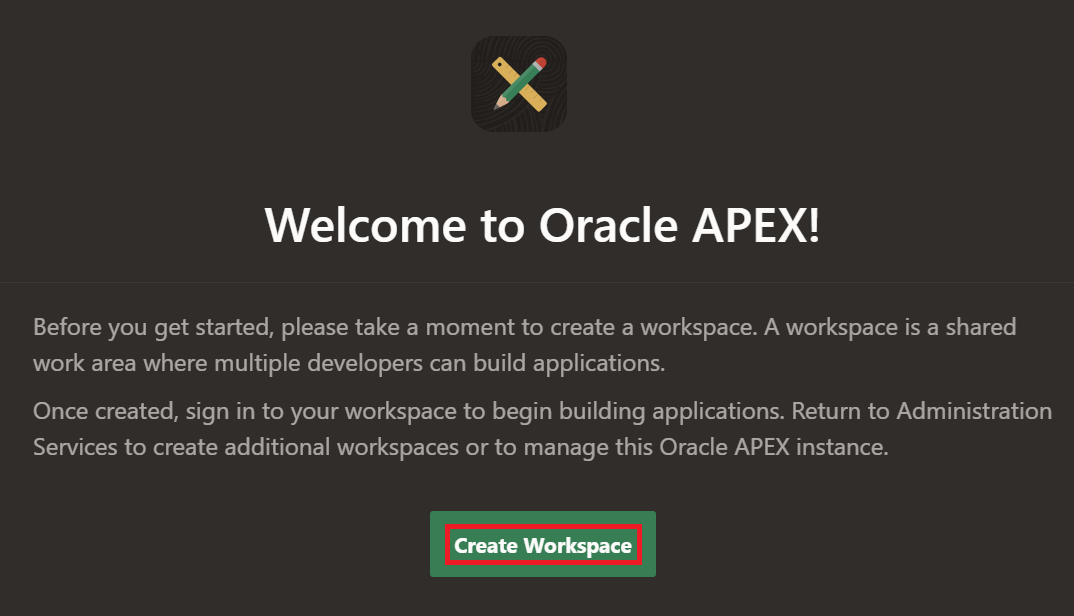 Welcome to Oracle APEX!
Before you get started, please take a moment to create a workspace. A workspace is a shared
work area where multiple developers can build applications.
Once created, sign in to your workspace to begin building applications. Return to Administration
Services to create additional workspaces or to manage this Oracle APEX instance.
Create Workspace